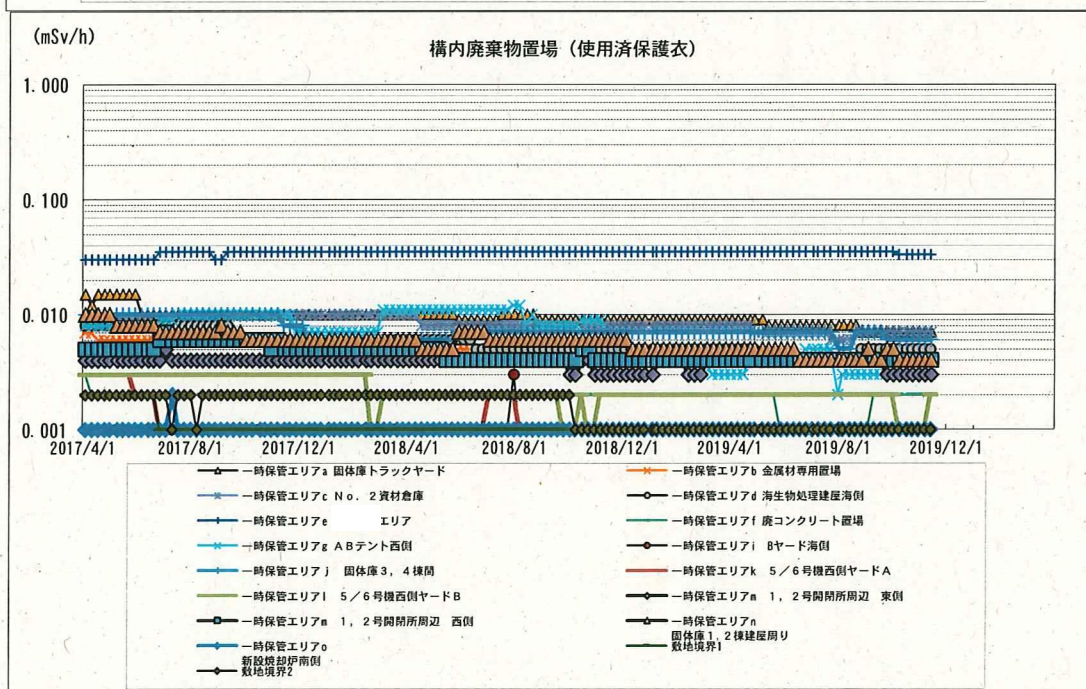 (mSv/h)
構内廃棄物置場（使用済保護衣）
1.000
0.100
0.010
0.001
2017/4/1 2017/8/1 2017/12/1 2018/4/1 2018/8/1 2018/12/1 2019/4/1 2019/8/1 2019/12/1
一時保管エリアa 固体庫トラックヤード 一時保管エリアb 金属材専用置場
一時保管エリアc No．2資材倉庫 一時保管エリアd 海生物処理建屋海側
一時保管エリアe エリア 一時保管エリアf 廃コンクリート置場
一時保管エリアg ABテント西側 一時保管エリアi Bヤード海側
一時保管エリアj 固体庫3，4棟間 一時保管エリアk 5／6号機西側ヤードA
一時保管エリアl 5／6号機西側ヤードB 一時保管エリアm 1，2号開閉所周辺 東側
一時保管エリアm 1，2号開閉所周辺 西側 一時保管エリアn
固体庫1，2棟建屋周り
一時保管エリアo 敷地境界1
新設焼却炉南側
敷地境界2